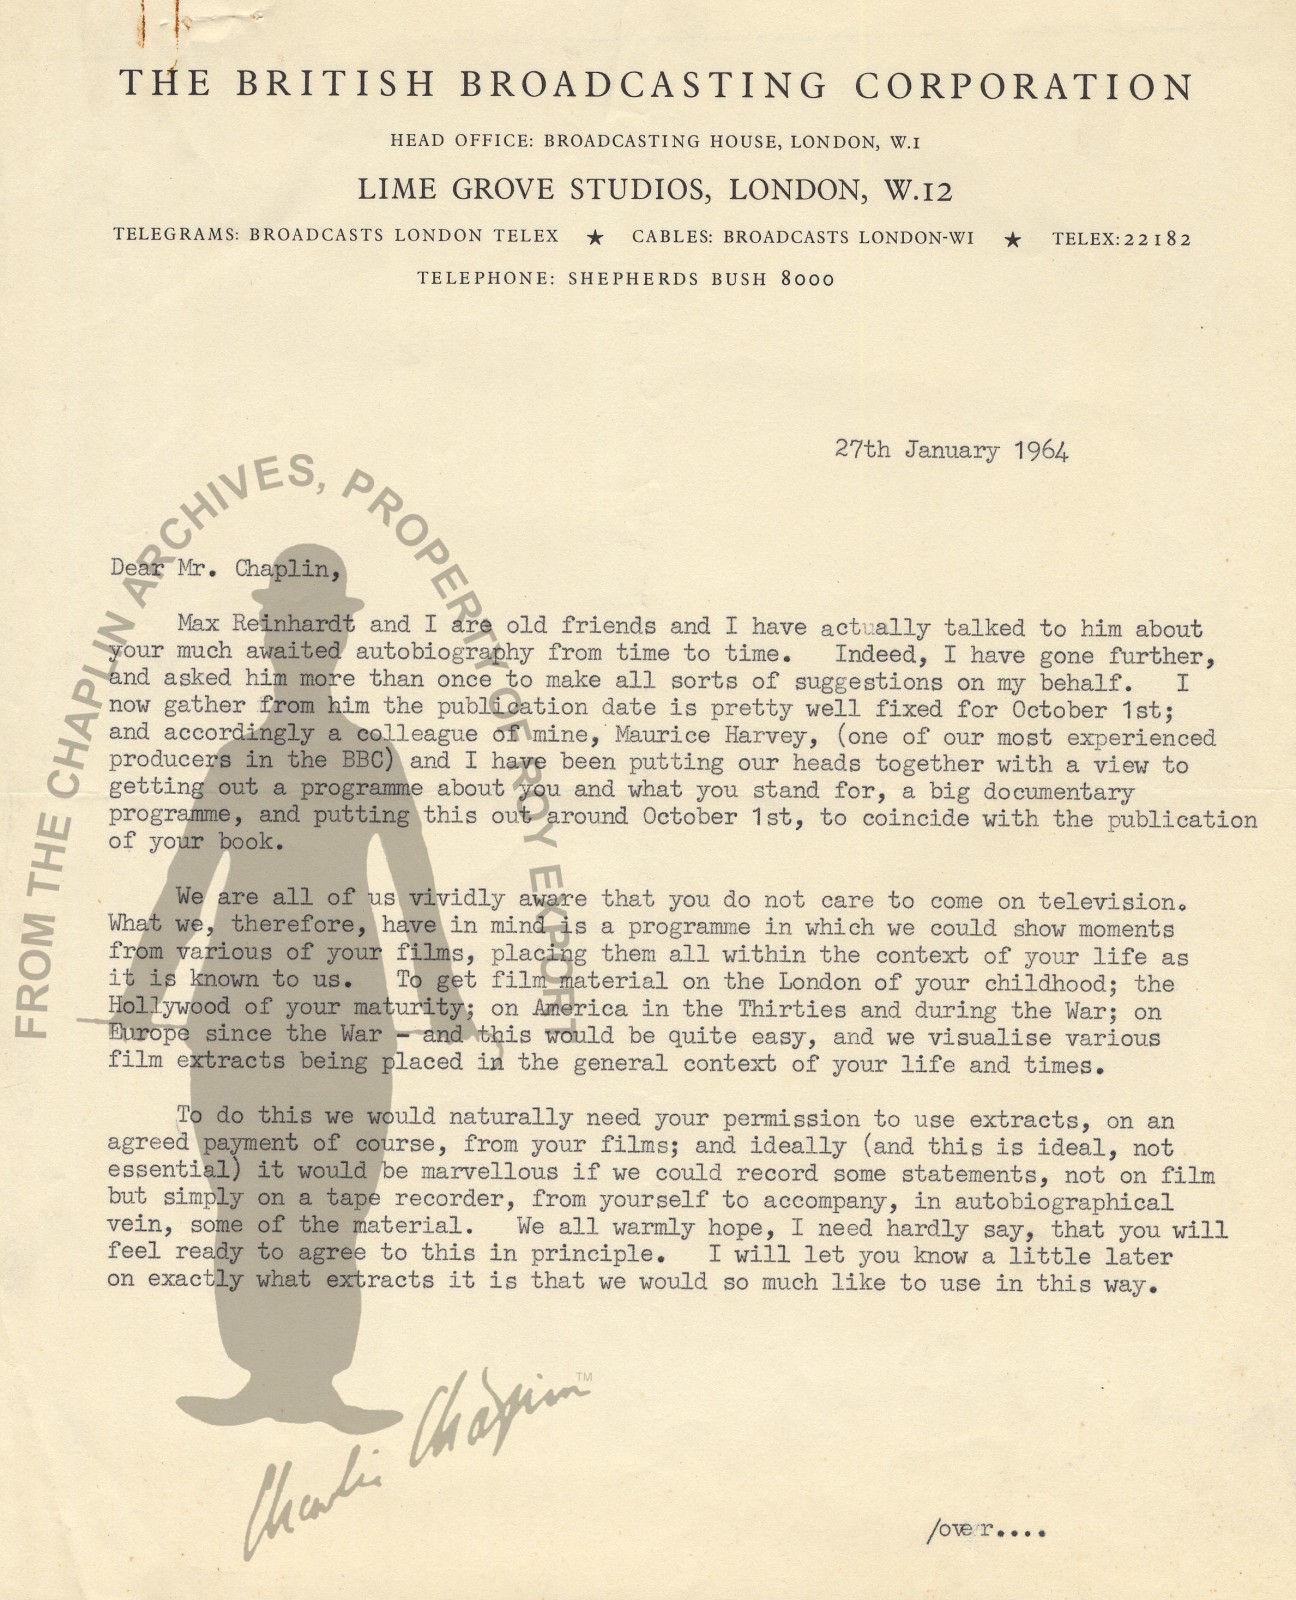 THE BRITISH BROADCASTING CORPORATION
HEAD OFFICE: BROADCASTING HOUSE, LONDON, W.1
LIME GROVE STUDIOS, LONDON, W.12
TELEGRAMS: BROADCASTS LONDON TELEX ★ CABLES: BROADCASTS LONDON-W1 ★ TELEX: 22182
TELEPHONE: SHEPHERDS BUSH 8000
27th January 1964
Dear Mr. Chaplin,
Max Reinhardt and I are old friends and I have actually talked to him about
your much awaited autobiography from time to time. Indeed, I have gone further,
and asked him more than once to make all sorts of suggestions on my behalf. I
now gather from him the publication date is pretty well fixed for October 1st;
and accordingly a colleague of mine, Maurice Harvey, (one of our most experienced
producers in the BBC) and I have been putting our heads together with a view to
getting out a programme about you and what you stand for, a big documentary
programme, and putting this out around October 1st, to coincide with the publication
of your book.
We are all of us vividly aware that you do not care to come on television.
What we, therefore, have in mind is a programme in which we could show moments
from various of your films, placing them all within the context of your life as
it is known to us. To get film material on the London of your childhood; the
Hollywood of your maturity; on America in the Thirties and during the War; on
Europe since the War - and this would be quite easy, and we visualise various
film extracts being placed in the general context of your life and times.
To do this we would naturally need your permission to use extracts, on an
agreed payment of course, from your films; and ideally (and this is ideal, not
essential) it would be marvellous if we could record some statements, not on film
but simply on a tape recorder, from yourself to accompany, in autobiographical
vein, some of the material. We all warmly hope, I need hardly say, that you will
feel ready to agree to this in principle. I will let you know a little later
on exactly what extracts it is that we would so much like to use in this way.
/over....
FROM THE CHAPLIN ARCHIVES, PROPERTY OF ROY EXPORT
Charlie Chaplin™